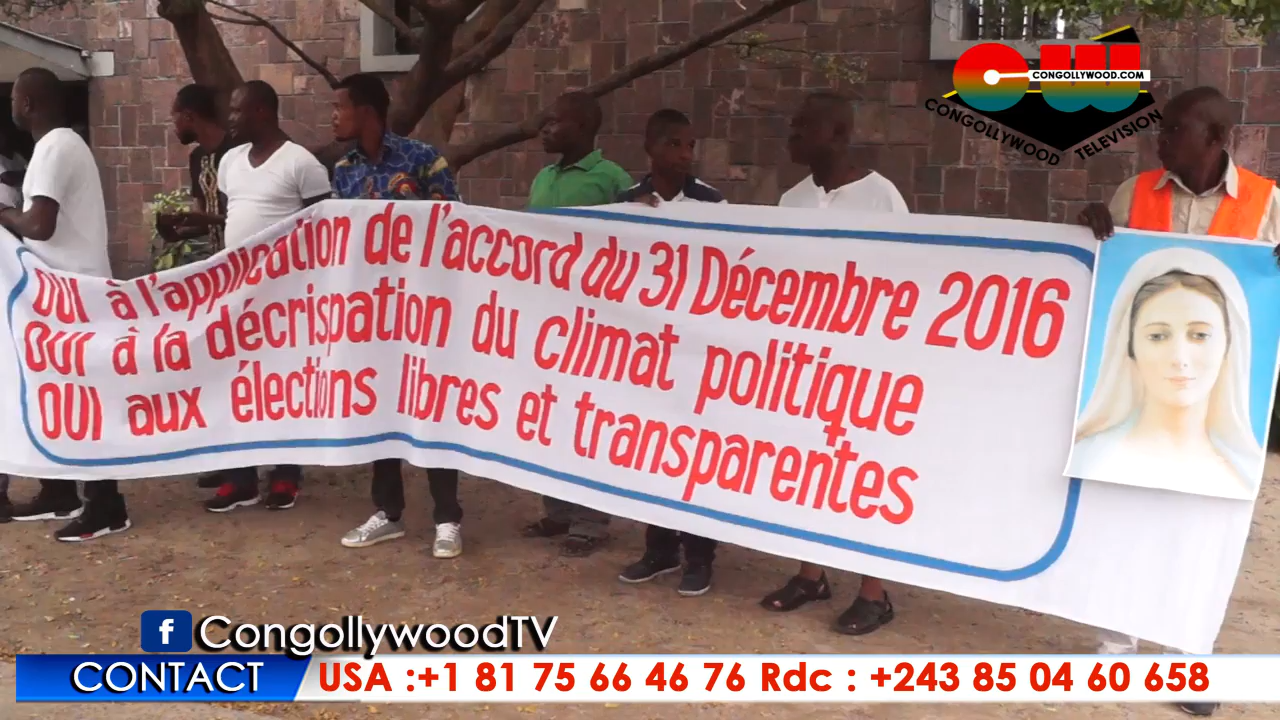 CONGOLLYWOOD.COM
CONGOLLYWOOD TELEVISION
OUI à l'application de l'accord du 31 Décembre 2016
OUI à la décrispation du climat politique
OUI aux élections libres et transparentes
f CongollywoodTV
CONTACT USA :+1 81 75 66 46 76 Rdc : +243 85 04 60 658